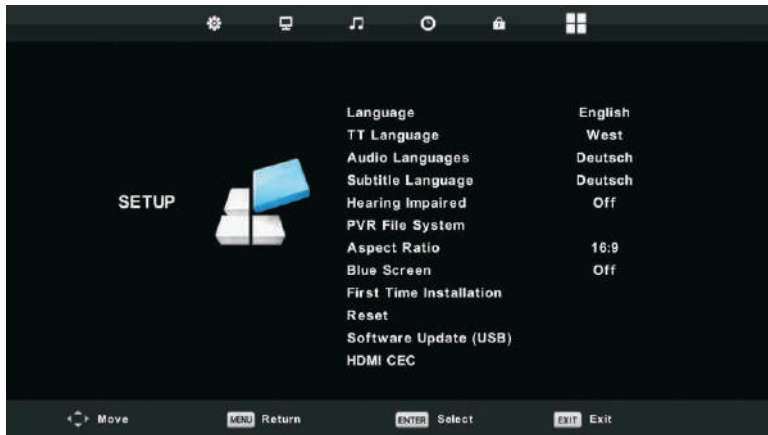 SETUP
Language English
TT Language West
Audio Languages Deutsch
Subtitle Language Deutsch
Hearing Impaired Off
PVR File System
Aspect Ratio 16:9
Blue Screen Off
First Time Installation
Reset
Software Update (USB)
HDMI CEC
Move MENU Return ENTER Select EXIT Exit